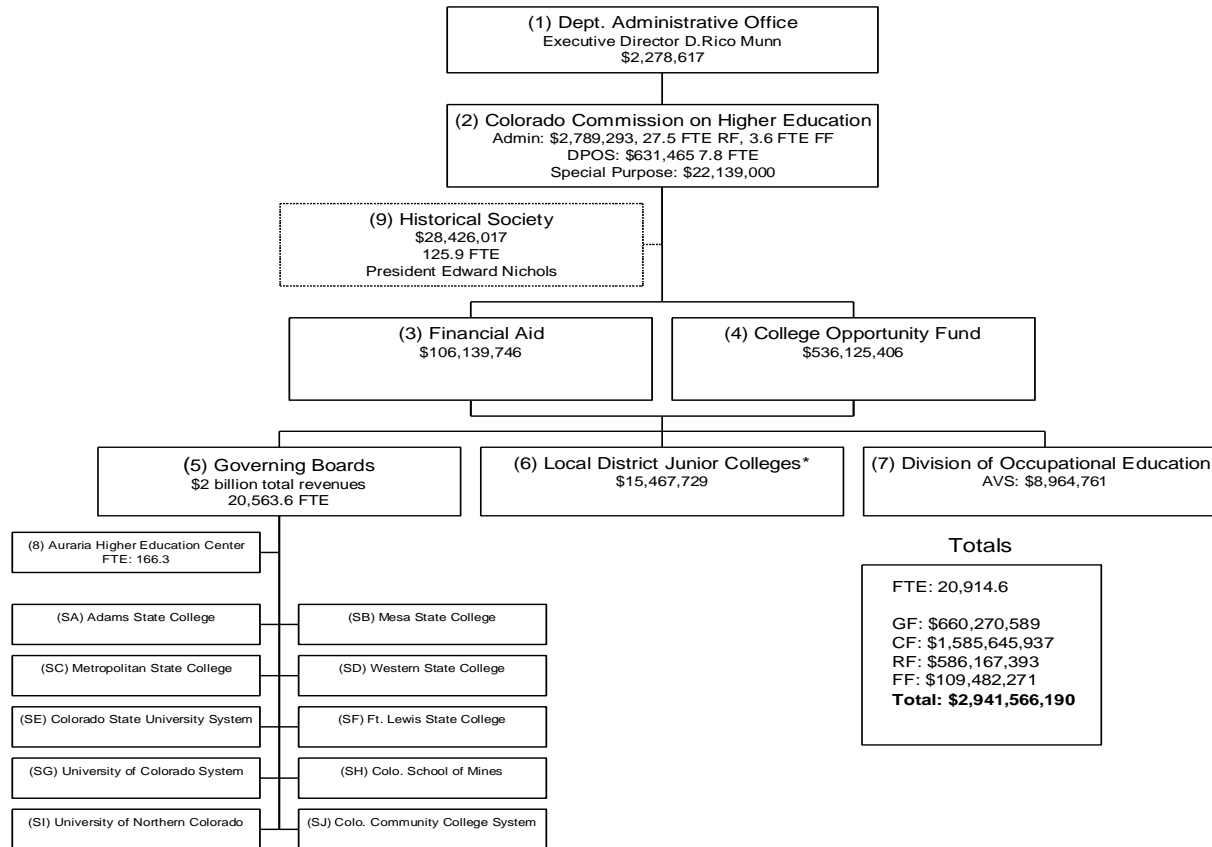 (1) Dept. Administrative Office
Executive Director D.Rico Munn
$2,278,617
(2) Colorado Commission on Higher Education
Admin: $2,789,293, 27.5 FTE RF, 3.6 FTE FF
DPOS: $631,465 7.8 FTE
Special Purpose: $22,139,000
(9) Historical Society
$28,426,017
125.9 FTE
President Edward Nichols
(3) Financial Aid
$106,139,746
(4) College Opportunity Fund
$536,125,406
(5) Governing Boards
$2 billion total revenues
20,563.6 FTE
(6) Local District Junior Colleges*
$15,467,729
(7) Division of Occupational Education
AVS: $8,964,761
(8) Auraria Higher Education Center
FTE: 166.3
(SA) Adams State College
(SB) Mesa State College
(SC) Metropolitan State College
(SD) Western State College
(SE) Colorado State University System
(SF) Ft. Lewis State College
(SG) University of Colorado System
(SH) Colo. School of Mines
(SI) University of Northern Colorado
(SJ) Colo. Community College System
Totals
FTE: 20,914.6
GF: $660,270,589
CF: $1,585,645,937
RF: $586,167,393
FF: $109,482,271
Total: $2,941,566,190